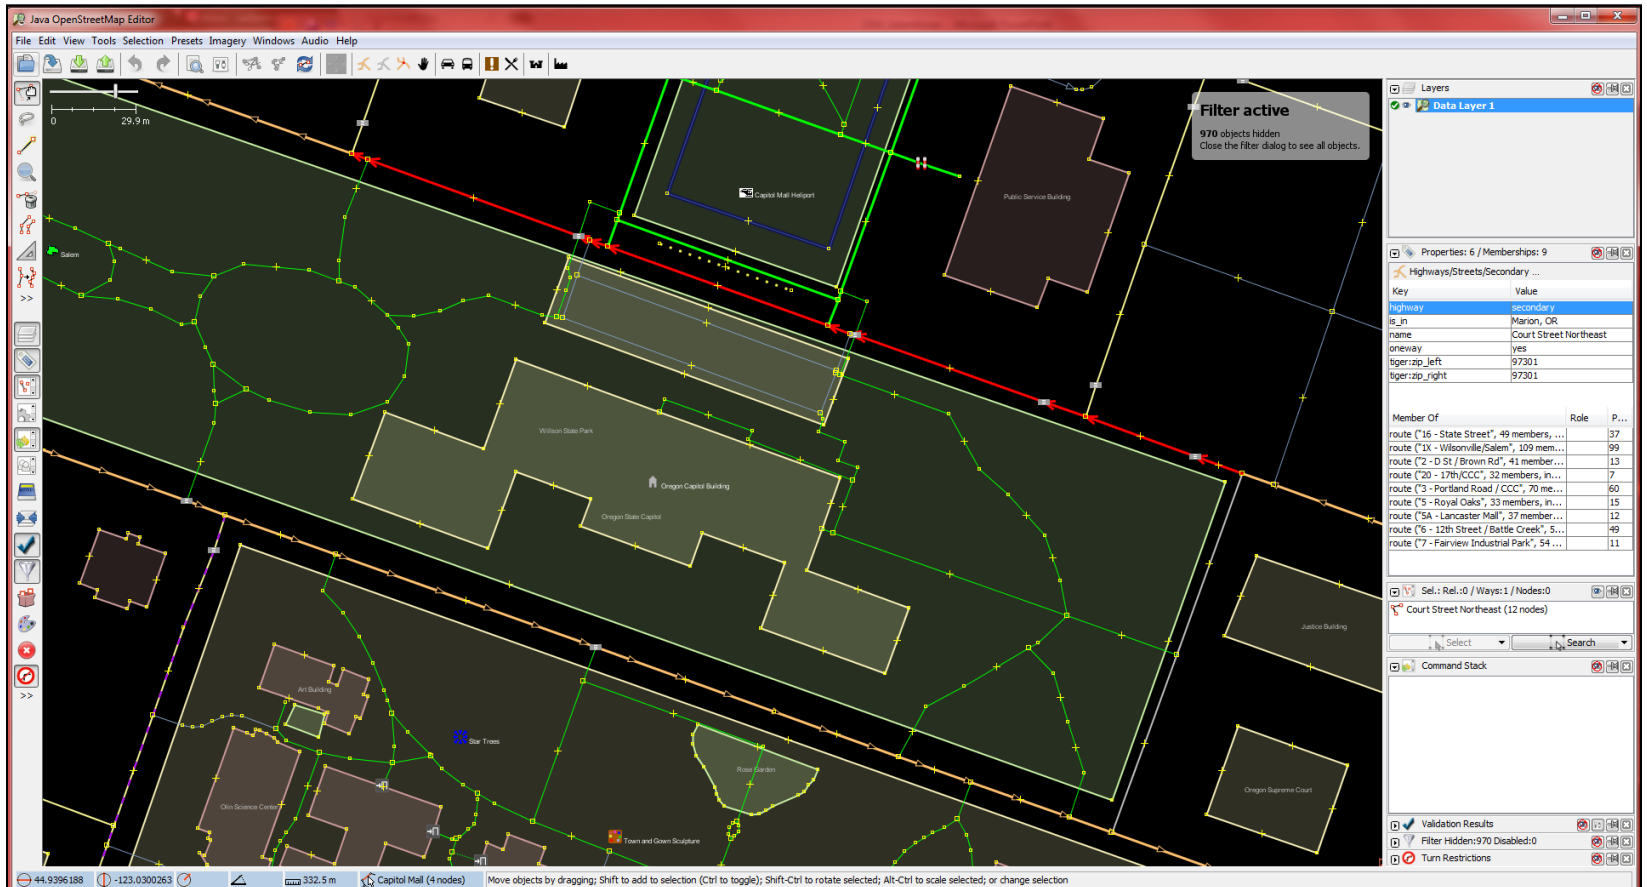 Java OpenStreetMap Editor
File Edit View Tools Selection Presets Imagery Windows Audio Help
0 29.9 m
Filter active
970 objects hidden
Close the filter dialog to see all objects.
Capitol Mall Heliport
Public Service Building
Salem
Willson State Park
Oregon Capitol Building
Oregon State Capitol
Justice Building
Art Building
Star Trees
Rose Garden
Olin Science Center
Oregon Supreme Court
Town and Gown Sculpture
>>
>>
Layers
Data Layer 1
Properties: 6 / Memberships: 9
Highways/Streets/Secondary ...
Key Value
highway secondary
is_in Marion, OR
name Court Street Northeast
oneway yes
tiger:zip_left 97301
tiger:zip_right 97301
Member Of Role P...
route ("16 - State Street", 49 members, ... 37
route ("1X - Wilsonville/Salem", 109 mem... 99
route ("2 - D St / Brown Rd", 41 member... 13
route ("20 - 17th/CCC", 32 members, in... 7
route ("3 - Portland Road / CCC", 70 me... 60
route ("5 - Royal Oaks", 33 members, in... 15
route ("5A - Lancaster Mall", 37 member... 12
route ("6 - 12th Street / Battle Creek", 5... 49
route ("7 - Fairview Industrial Park", 54 ... 11
Sel.: Rel.:0 / Ways:1 / Nodes:0
Court Street Northeast (12 nodes)
Select Search
Command Stack
Validation Results
Filter Hidden:970 Disabled:0
Turn Restrictions
44.9396188 -123.0300263 332.5 m Capitol Mall (4 nodes) Move objects by dragging; Shift to add to selection (Ctrl to toggle); Shift-Ctrl to rotate selected; Alt-Ctrl to scale selected; or change selection